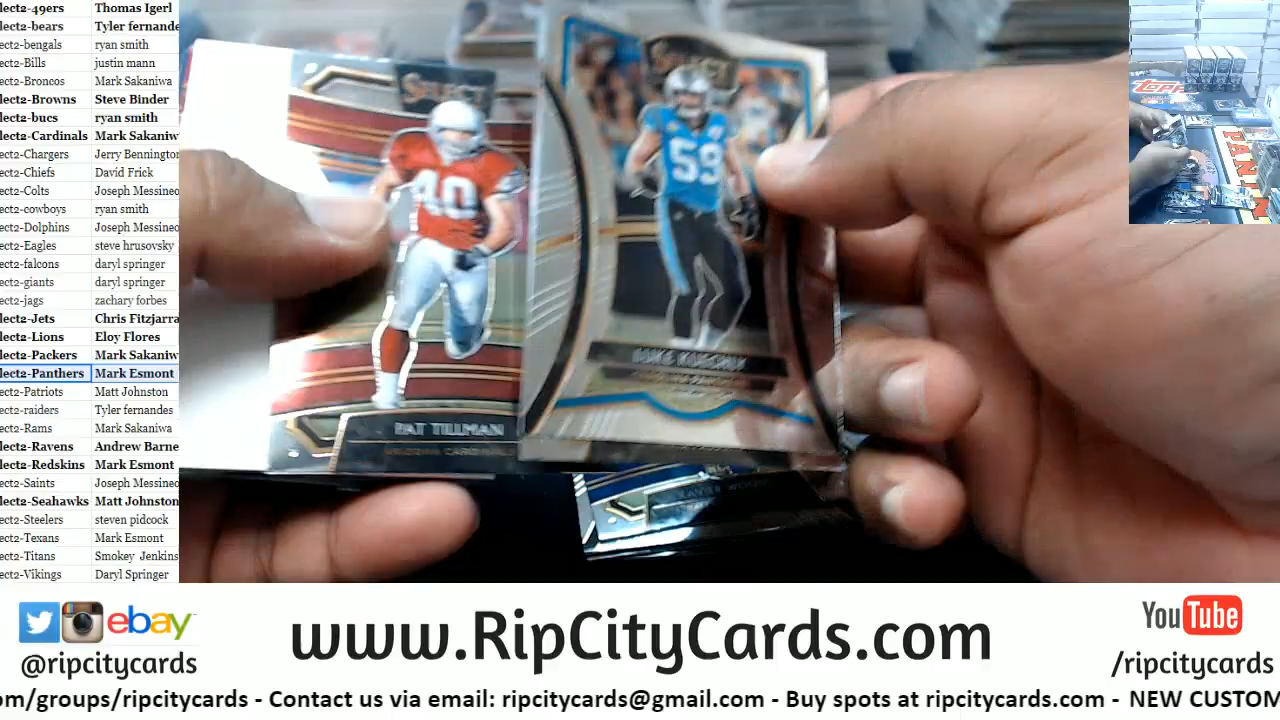 lect2-49ers Thomas Igerl
lect2-bears Tyler fernande
ect2-bengals ryan smith
ect2-Bills justin mann
ect2-Broncos Mark Sakaniwa
lect2-Browns Steve Binder
lect2-bucs ryan smith
lect2-Cardinals Mark Sakaniw
ect2-Chargers Jerry Bennington
ect2-Chiefs David Frick
ect2-Colts Joseph Messineo
ect2-cowboys ryan smith
ect2-Dolphins Joseph Messineo
ect2-Eagles steve hrusovsky
ect2-falcons daryl springer
ect2-giants daryl springer
ect2-jags zachary forbes
lect2-Jets Chris Fitzjarra
lect2-Lions Eloy Flores
lect2-Packers Mark Sakaniw
lect2-Panthers Mark Esmont
ect2-Patriots Matt Johnston
ect2-raiders Tyler fernandes
ect2-Rams Mark Sakaniwa
lect2-Ravens Andrew Barne
lect2-Redskins Mark Esmont
ect2-Saints Joseph Messineo
lect2-Seahawks Matt Johnston
ect2-Steelers steven pidcock
ect2-Texans Mark Esmont
ect2-Titans Smokey Jenkins
ect2-Vikings Daryl Springer
SELECT
40
PAT TILLMAN
ARIZONA CARDINALS
SELECT
59
LUKE KUECHLY
TOPPS
PANINI
ebay
@ripcitycards
www.RipCityCards.com
YouTube
/ripcitycards
om/groups/ripcitycards - Contact us via email: ripcitycards@gmail.com - Buy spots at ripcitycards.com - NEW CUSTOM